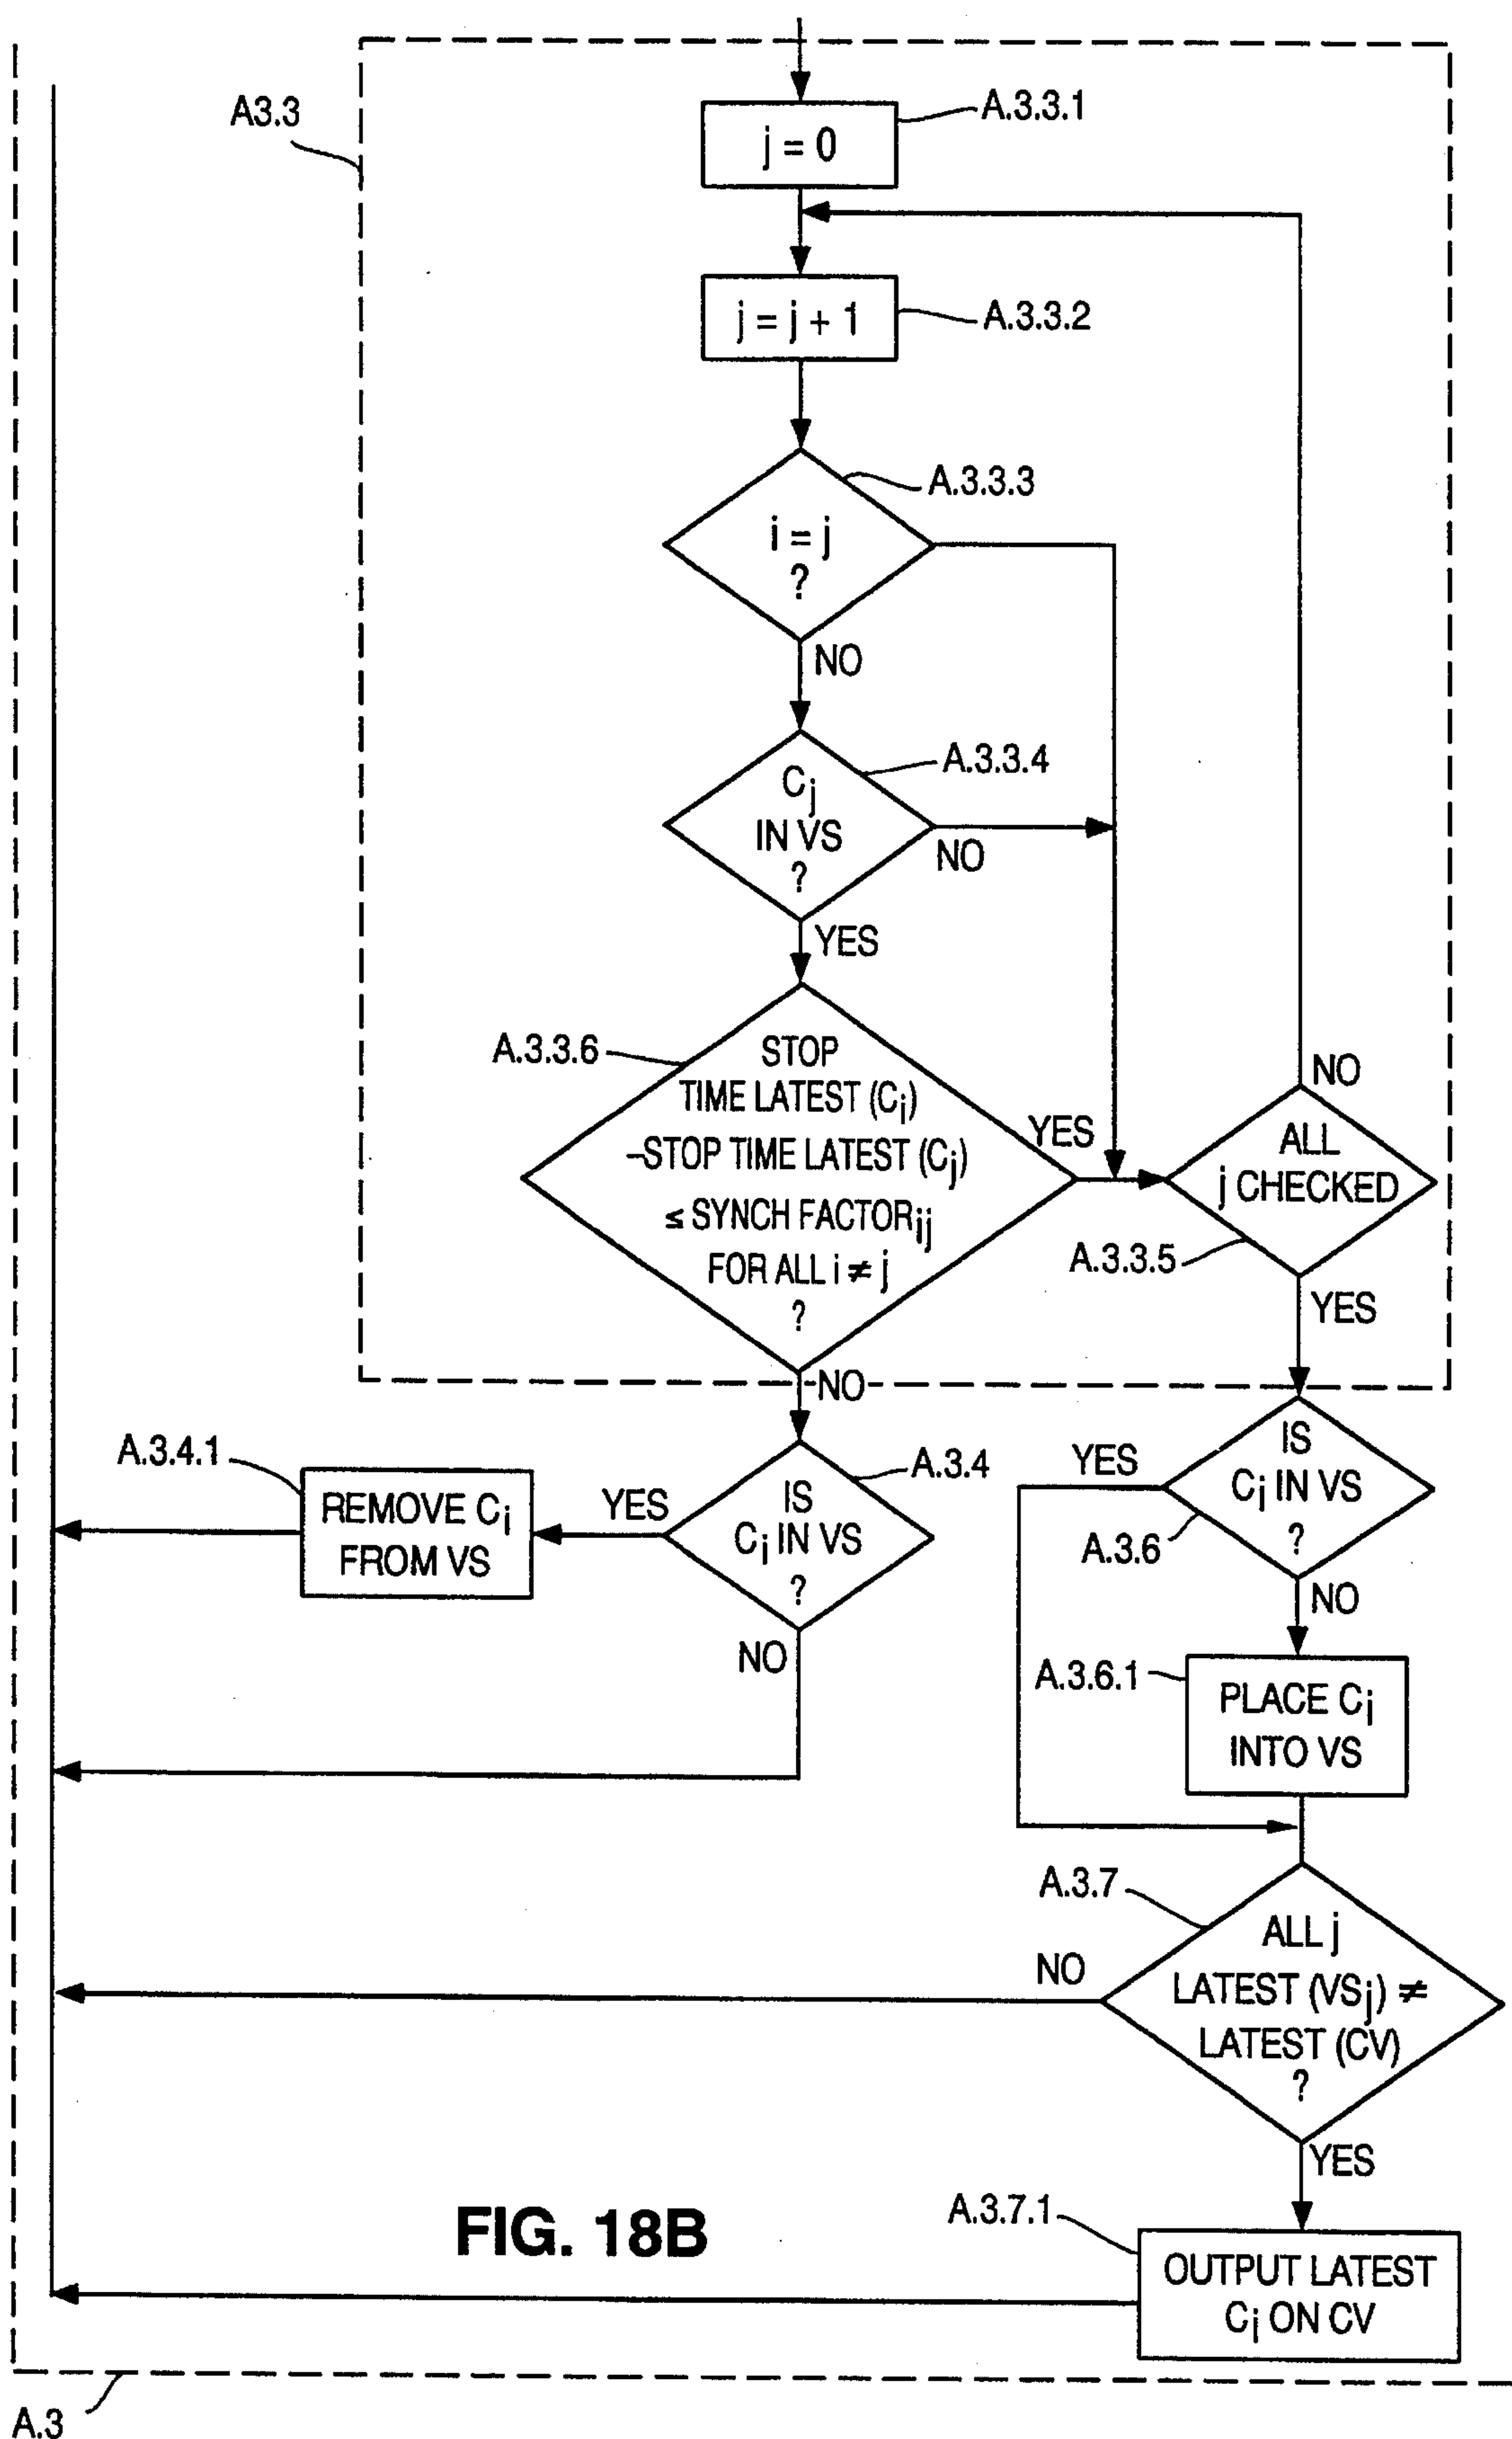 A3.3
A.3.3.1
j = 0
j = j + 1
A.3.3.2
A.3.3.3
i = j
?
NO
A.3.3.4
Cj
IN VS
?
NO
YES
A.3.3.6
STOP
TIME LATEST (Ci)
–STOP TIME LATEST (Cj)
≤ SYNCH FACTORij
FOR ALL i ≠ j
?
YES
NO
ALL
j CHECKED
A.3.3.5
YES
NO
A.3.4.1
REMOVE Ci
FROM VS
YES
A.3.4
IS
Ci IN VS
?
NO
YES
IS
Ci IN VS
?
A.3.6
NO
A.3.6.1
PLACE Ci
INTO VS
A.3.7
ALL j
LATEST (VSj) ≠
LATEST (CV)
?
NO
YES
FIG. 18B
A.3.7.1
OUTPUT LATEST
Ci ON CV
A.3